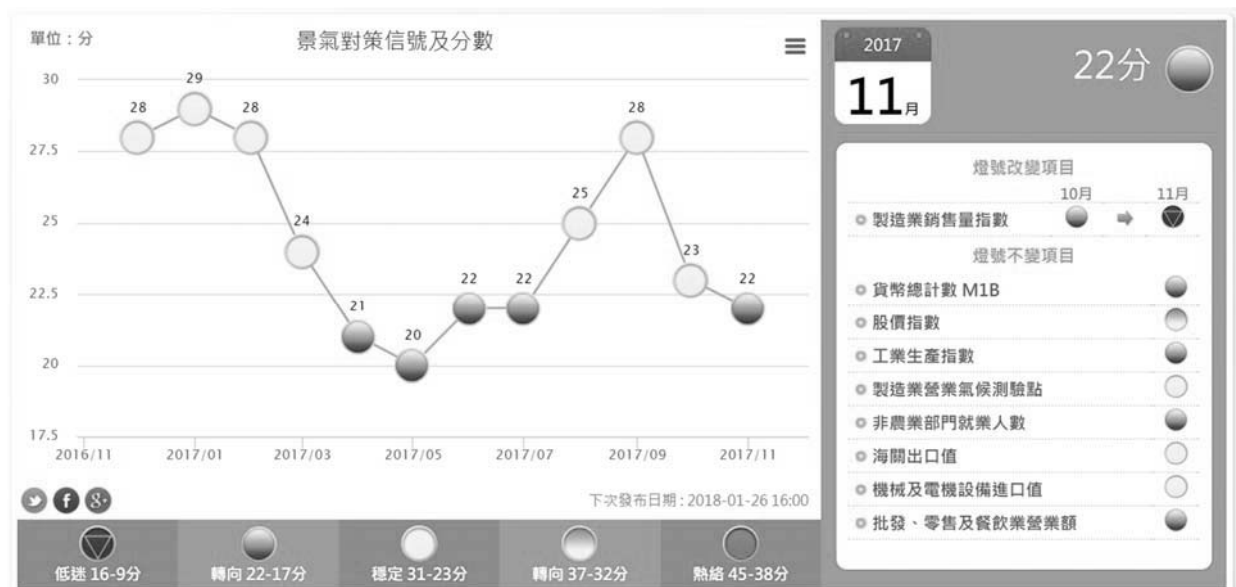 單位：分
景氣對策信號及分數
30
27.5
25
22.5
20
17.5
28
29
28
24
21
20
22
22
25
28
23
22
2016/11
2017/01
2017/03
2017/05
2017/07
2017/09
2017/11
下次發布日期：2018-01-26 16:00
低迷 16-9分
轉向 22-17分
穩定 31-23分
轉向 37-32分
熱絡 45-38分
2017
11月
22分
燈號改變項目
10月 11月
製造業銷售量指數
燈號不變項目
貨幣總計數 M1B
股價指數
工業生產指數
製造業營業氣候測驗點
非農業部門就業人數
海關出口值
機械及電機設備進口值
批發、零售及餐飲業營業額